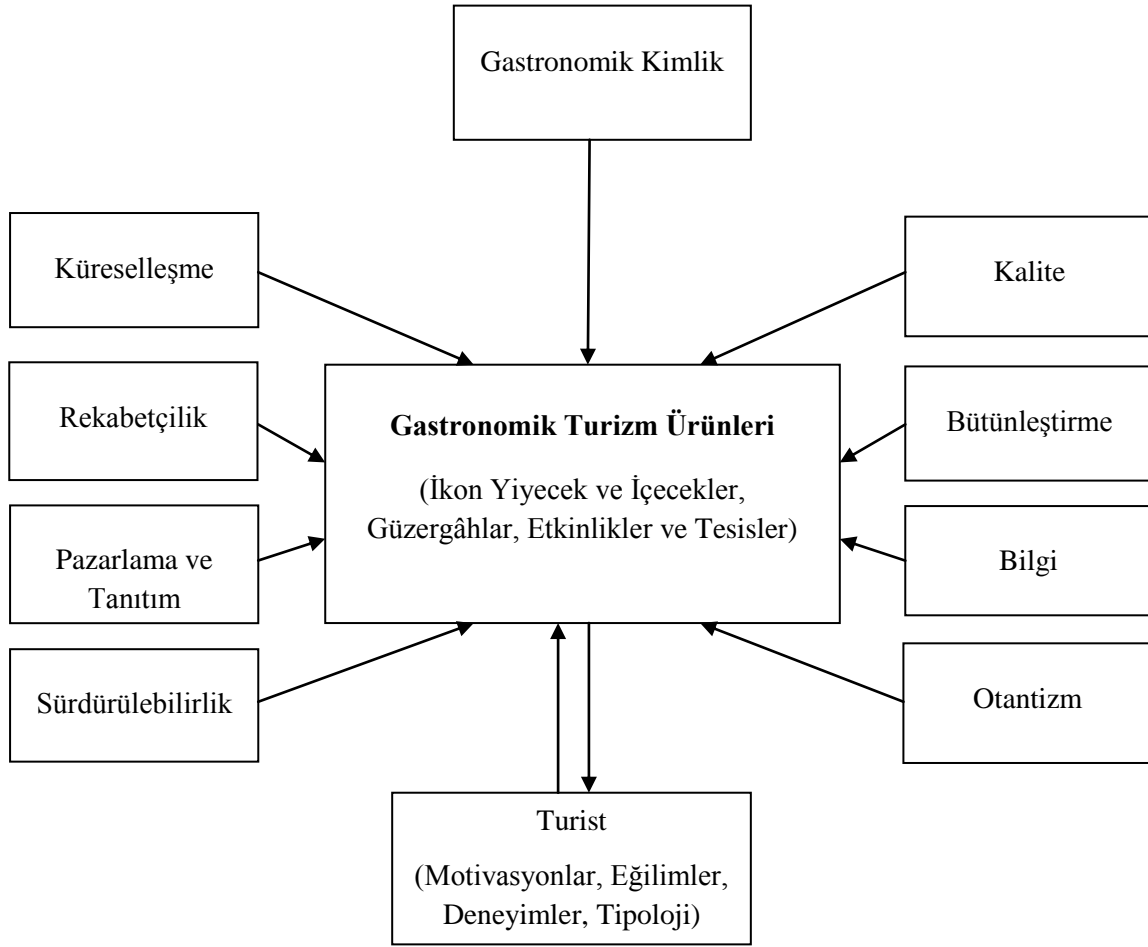 Gastronomik Kimlik
Küreselleşme
Kalite
Rekabetçilik
Gastronomik Turizm Ürünleri
(İkon Yiyecek ve İçecekler,
Güzergâhlar, Etkinlikler ve Tesisler)
Bütünleştirme
Pazarlama ve
Tanıtım
Bilgi
Sürdürülebilirlik
Otantizm
Turist
(Motivasyonlar, Eğilimler,
Deneyimler, Tipoloji)